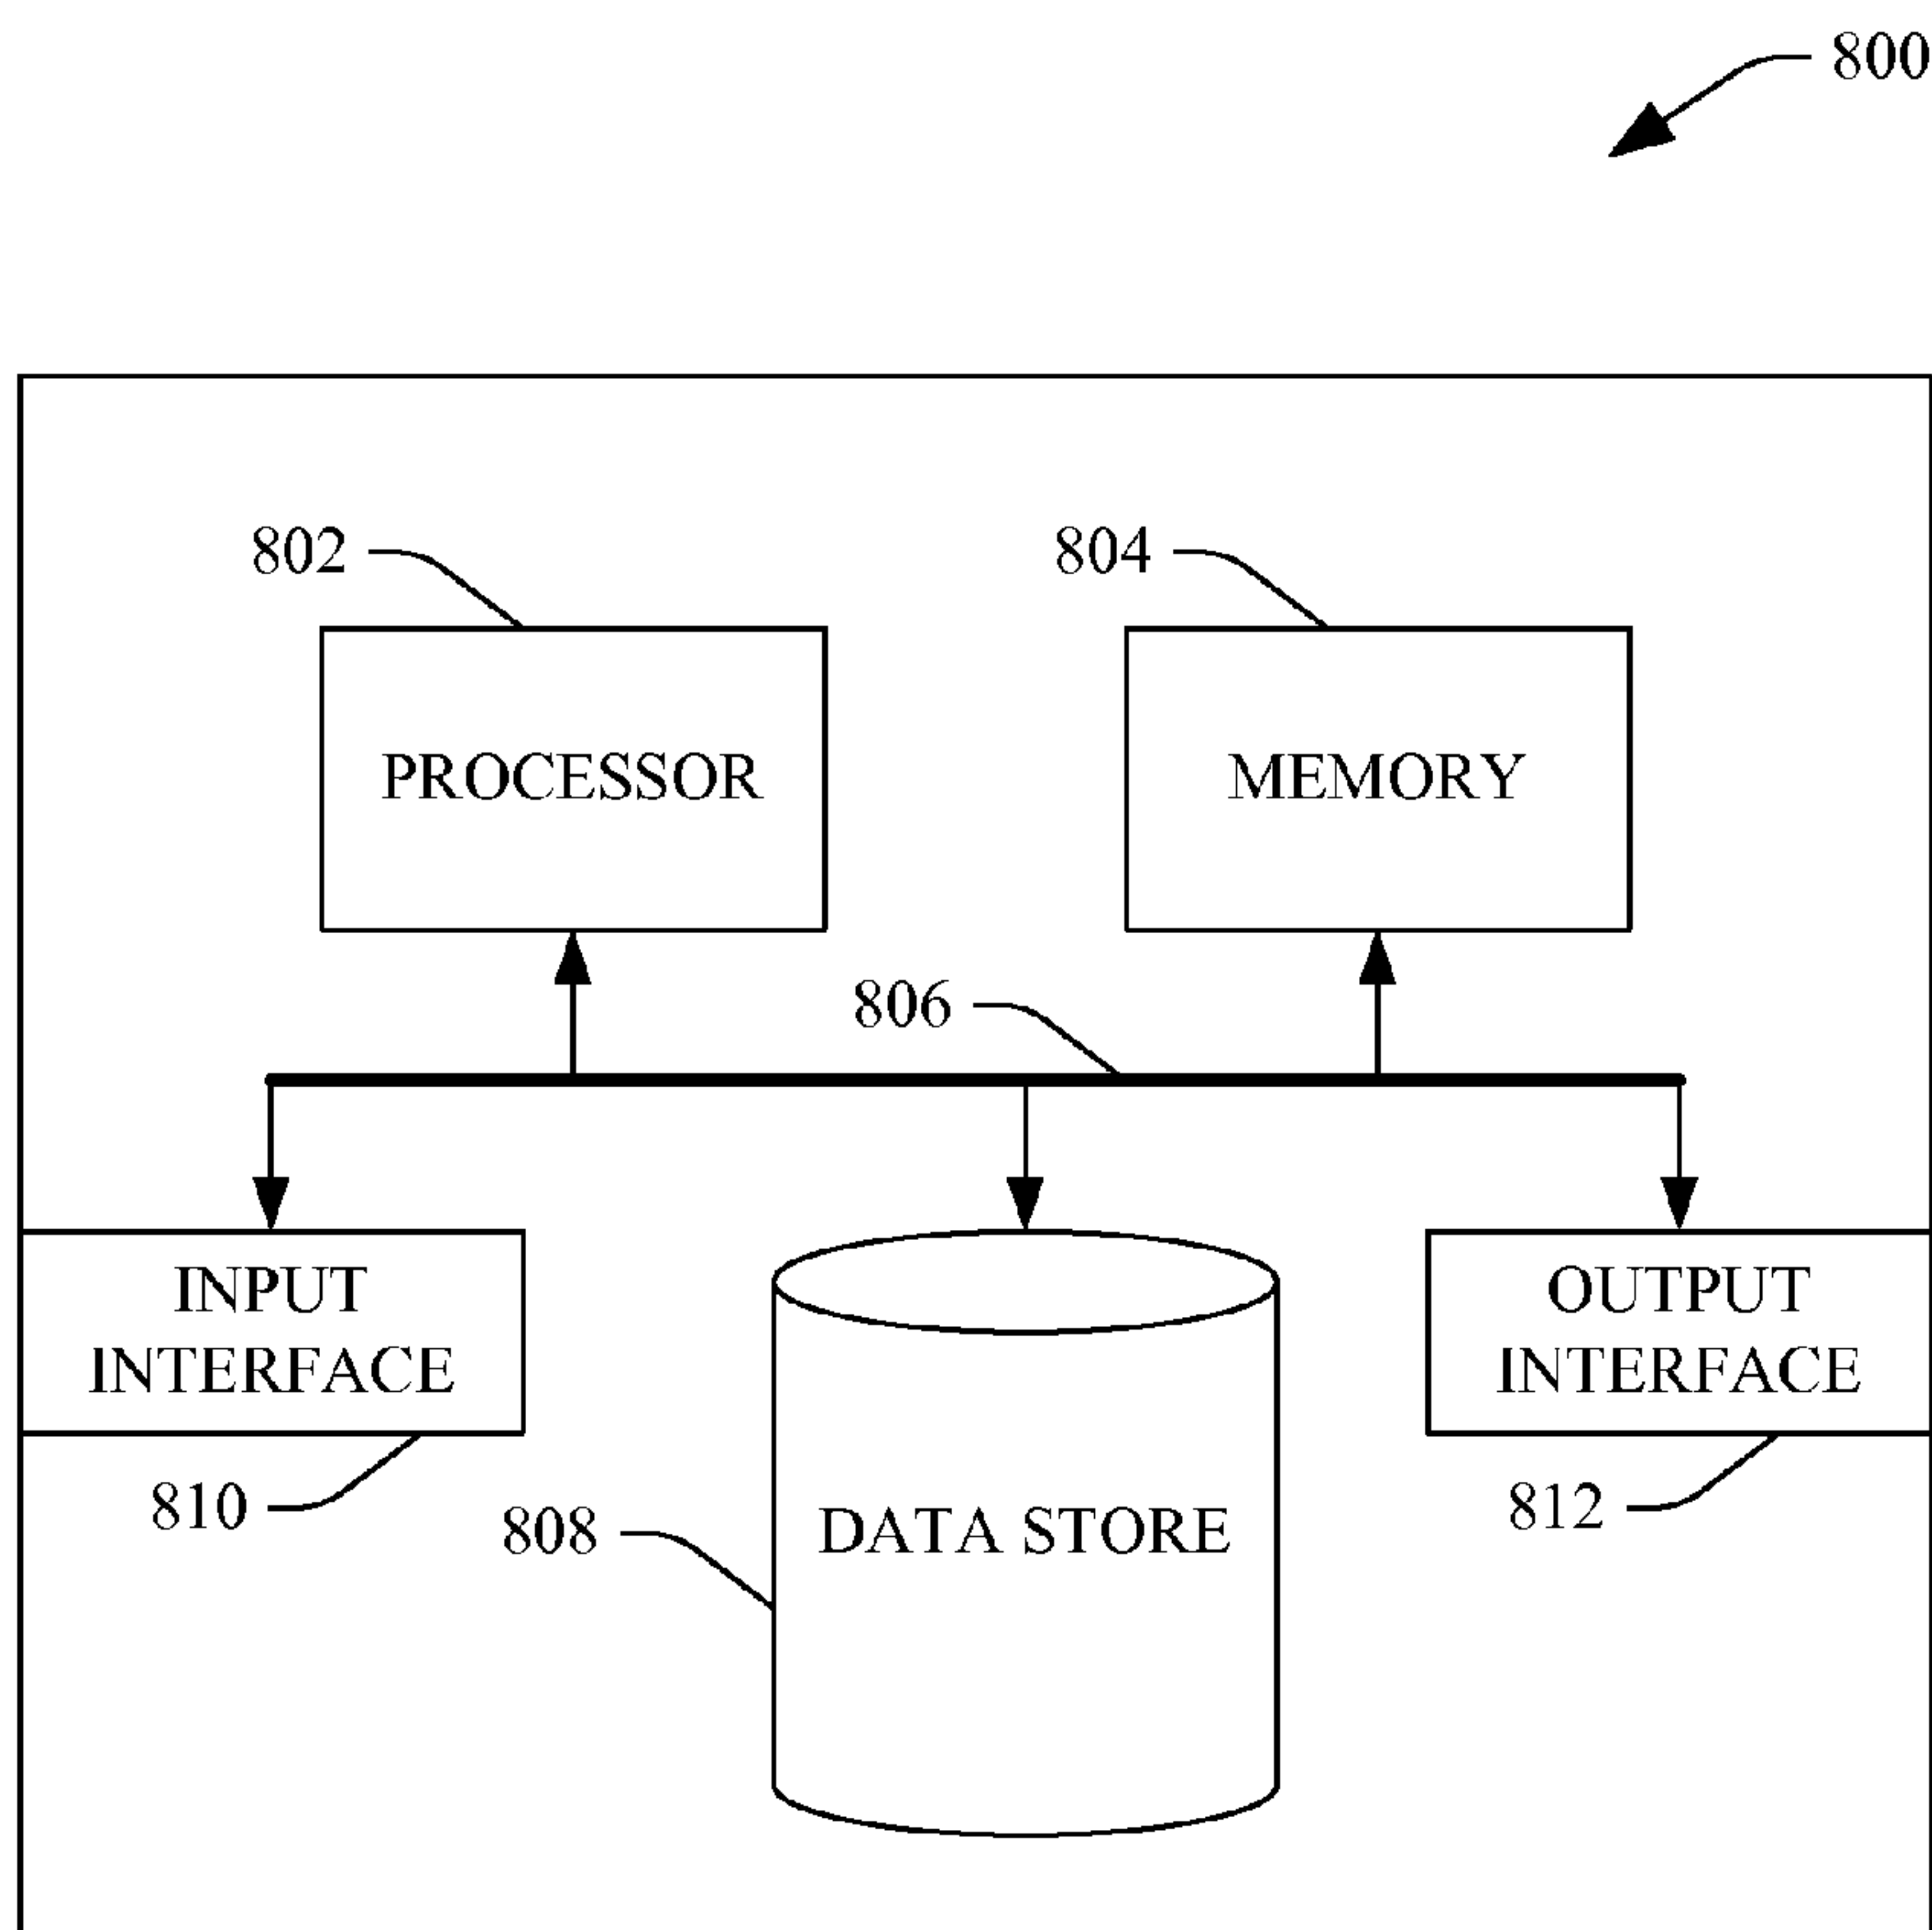 800
802
804
PROCESSOR
MEMORY
806
INPUT
INTERFACE
OUTPUT
INTERFACE
810
808
DATA STORE
812